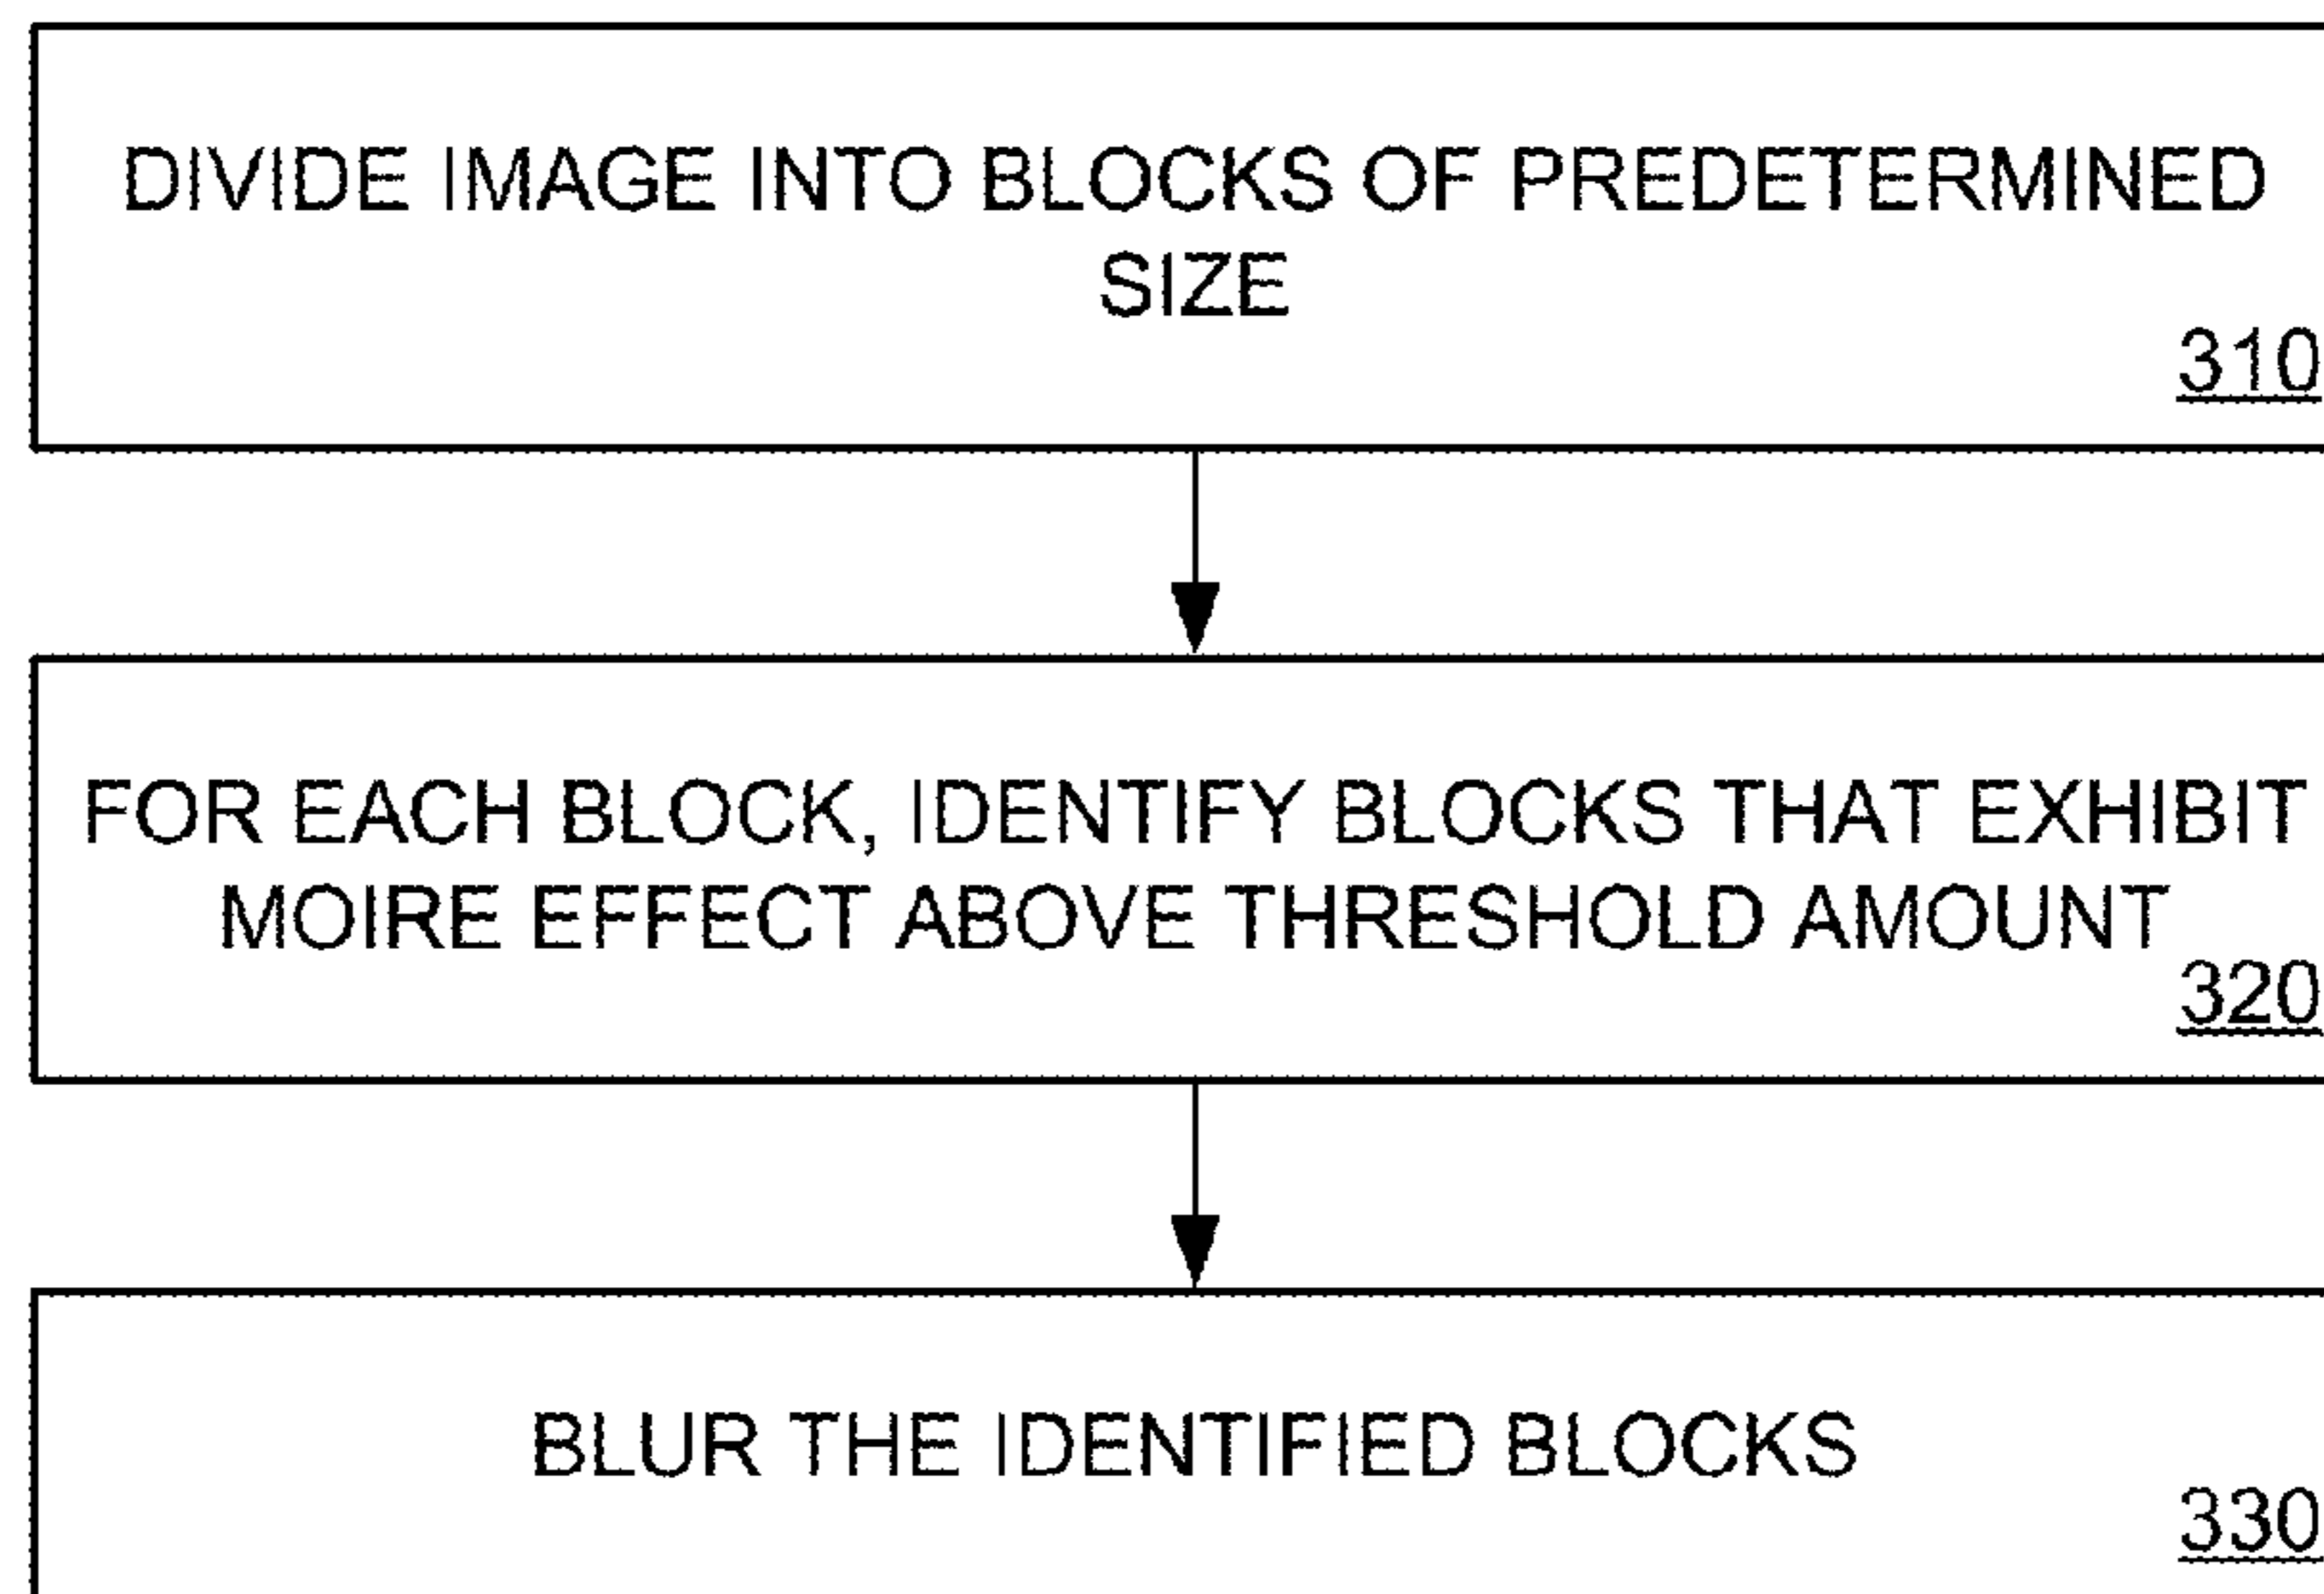 DIVIDE IMAGE INTO BLOCKS OF PREDETERMINED
SIZE
310
FOR EACH BLOCK, IDENTIFY BLOCKS THAT EXHIBIT
MOIRE EFFECT ABOVE THRESHOLD AMOUNT
320
BLUR THE IDENTIFIED BLOCKS
330